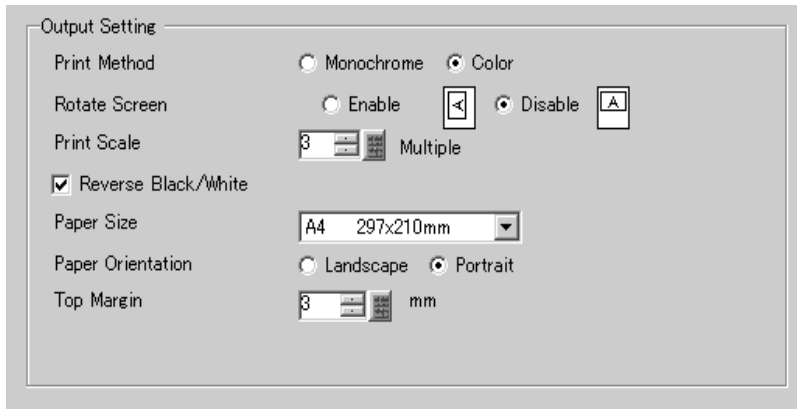 Output Setting
Print Method Monochrome Color
Rotate Screen Enable A Disable A
Print Scale 3 Multiple
Reverse Black/White
Paper Size A4 297x210mm
Paper Orientation Landscape Portrait
Top Margin 3 mm